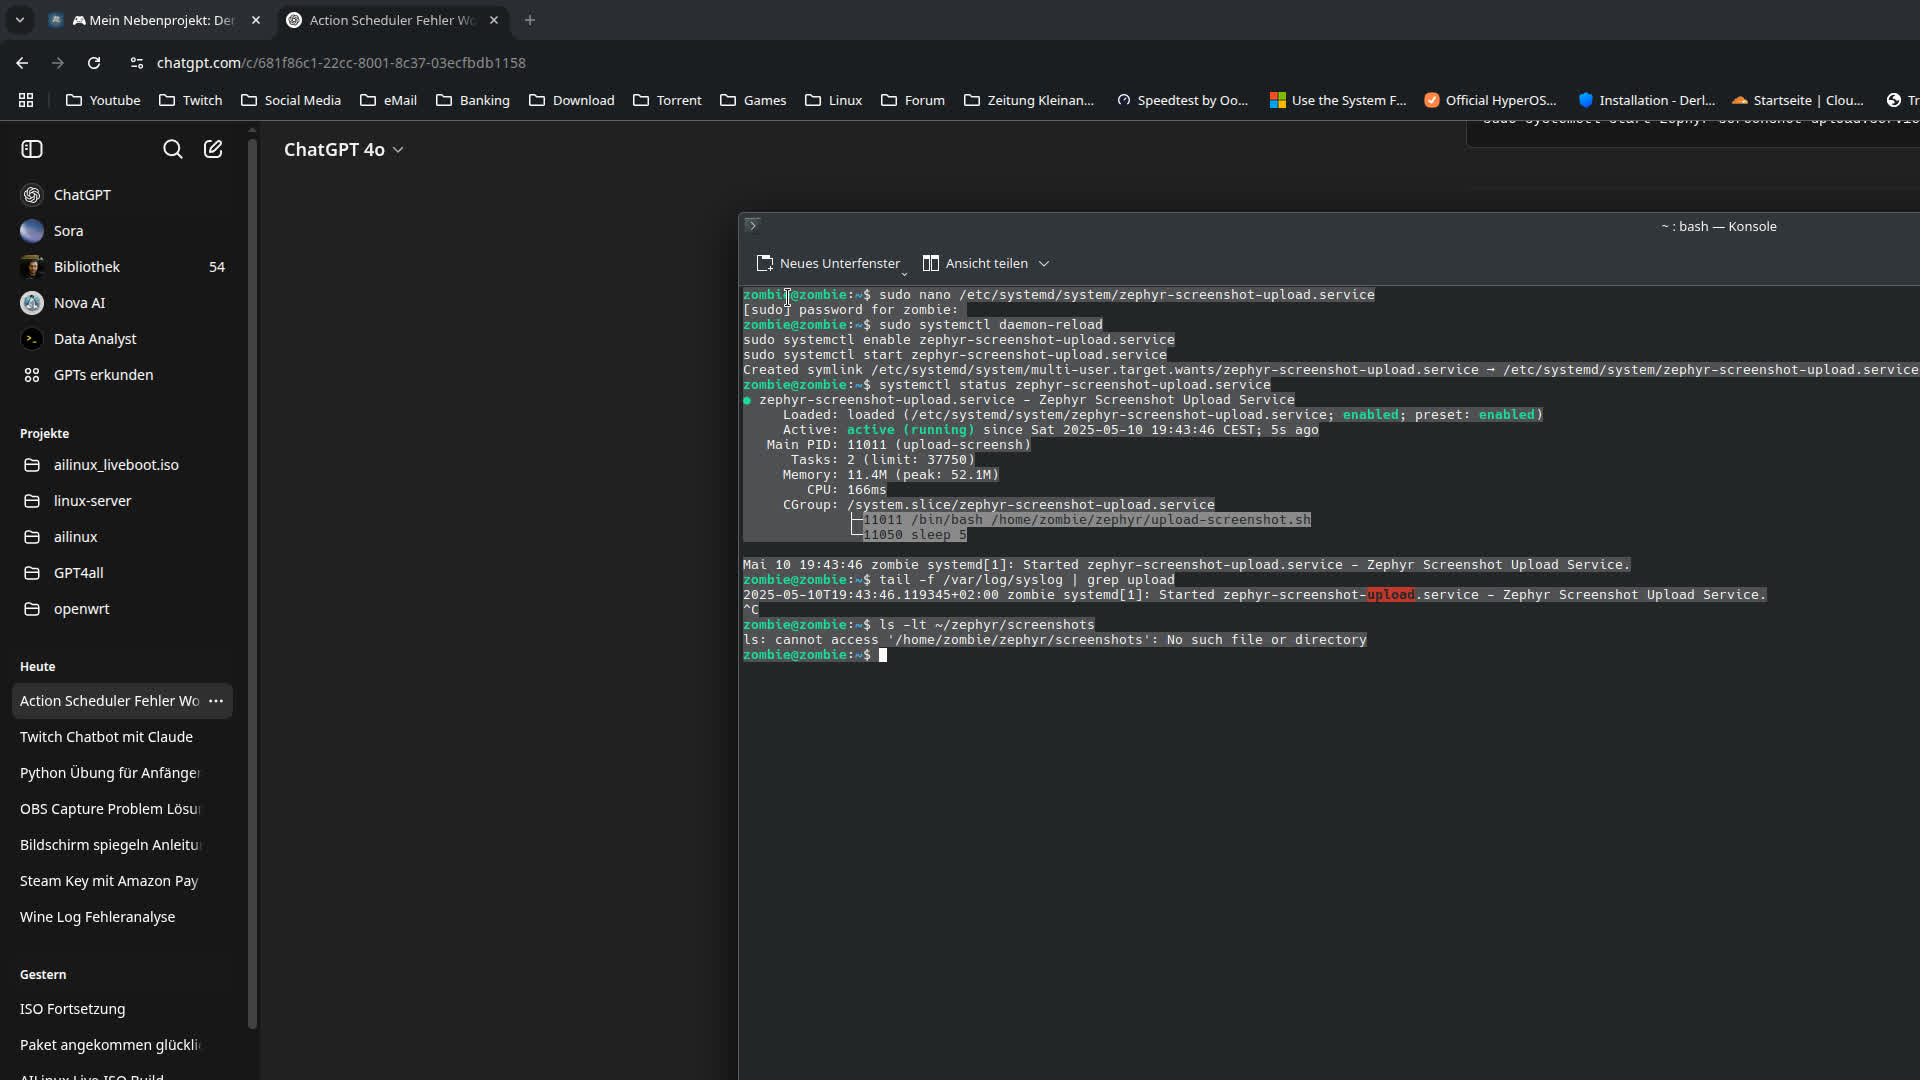 🎮 Mein Nebenprojekt: Der
Action Scheduler Fehler Wo
chatgpt.com/c/681f86c1-22cc-8001-8c37-03ecfbdb1158
Youtube
Twitch
Social Media
eMail
Banking
Download
Torrent
Games
Linux
Forum
Zeitung Kleinan...
Speedtest by Oo...
Use the System F...
Official HyperOS...
Installation - Derl...
Startseite | Clou...
Tr
ChatGPT 4o
ChatGPT
Sora
Bibliothek 54
Nova AI
Data Analyst
GPTs erkunden
Projekte
ailinux_liveboot.iso
linux-server
ailinux
GPT4all
openwrt
Heute
Action Scheduler Fehler Wo
Twitch Chatbot mit Claude
Python Übung für Anfänge
OBS Capture Problem Lösu
Bildschirm spiegeln Anleitu
Steam Key mit Amazon Pay
Wine Log Fehleranalyse
Gestern
ISO Fortsetzung
Paket angekommen glückli
AILinux Live ISO Build
sudo systemctl start zephyr-screenshot-upload.servic
~ : bash — Konsole
Neues Unterfenster
Ansicht teilen
zombie@zombie:~$ sudo nano /etc/systemd/system/zephyr-screenshot-upload.service
[sudo] password for zombie:
zombie@zombie:~$ sudo systemctl daemon-reload
sudo systemctl enable zephyr-screenshot-upload.service
sudo systemctl start zephyr-screenshot-upload.service
Created symlink /etc/systemd/system/multi-user.target.wants/zephyr-screenshot-upload.service → /etc/systemd/system/zephyr-screenshot-upload.service
zombie@zombie:~$ systemctl status zephyr-screenshot-upload.service
● zephyr-screenshot-upload.service - Zephyr Screenshot Upload Service
Loaded: loaded (/etc/systemd/system/zephyr-screenshot-upload.service; enabled; preset: enabled)
Active: active (running) since Sat 2025-05-10 19:43:46 CEST; 5s ago
Main PID: 11011 (upload-screensh)
Tasks: 2 (limit: 37750)
Memory: 11.4M (peak: 52.1M)
CPU: 166ms
CGroup: /system.slice/zephyr-screenshot-upload.service
├─11011 /bin/bash /home/zombie/zephyr/upload-screenshot.sh
└─11050 sleep 5
Mai 10 19:43:46 zombie systemd[1]: Started zephyr-screenshot-upload.service - Zephyr Screenshot Upload Service.
zombie@zombie:~$ tail -f /var/log/syslog | grep upload
2025-05-10T19:43:46.119345+02:00 zombie systemd[1]: Started zephyr-screenshot-upload.service - Zephyr Screenshot Upload Service.
^C
zombie@zombie:~$ ls -lt ~/zephyr/screenshots
ls: cannot access '/home/zombie/zephyr/screenshots': No such file or directory
zombie@zombie:~$